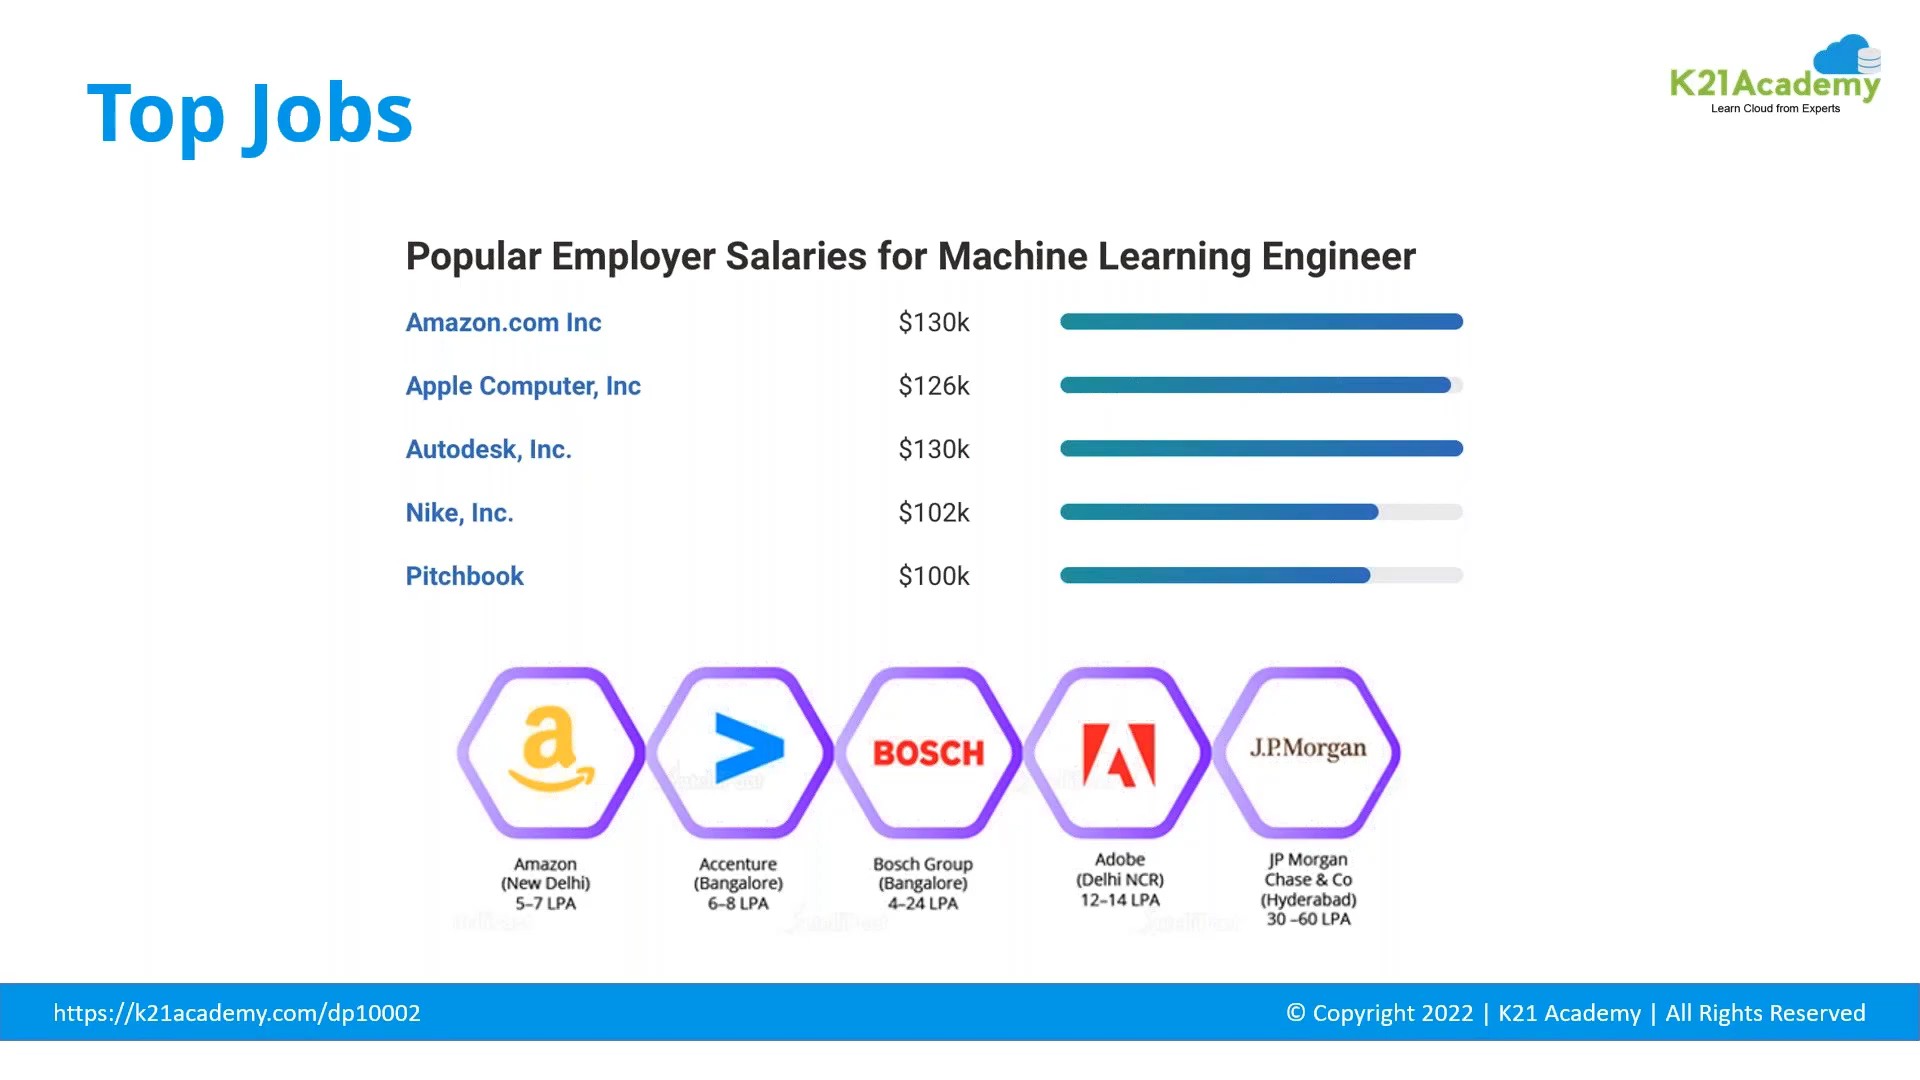 K21Academy
Learn Cloud from Experts
Top Jobs
Popular Employer Salaries for Machine Learning Engineer
Amazon.com Inc $130k
Apple Computer, Inc $126k
Autodesk, Inc. $130k
Nike, Inc. $102k
Pitchbook $100k
a
BOSCH
J.P.Morgan
Amazon
(New Delhi)
5–7 LPA
Accenture
(Bangalore)
6–8 LPA
Bosch Group
(Bangalore)
4–24 LPA
Adobe
(Delhi NCR)
12–14 LPA
JP Morgan
Chase & Co
(Hyderabad)
30 –60 LPA
https://k21academy.com/dp10002
© Copyright 2022 | K21 Academy | All Rights Reserved